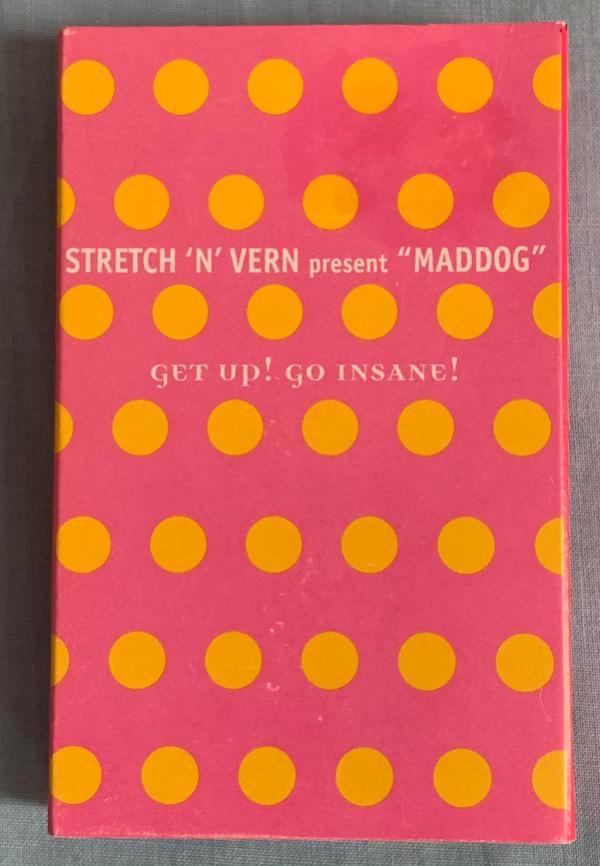 STRETCH ‘N’ VERN present “MADDOG”
GET UP! GO INSANE!